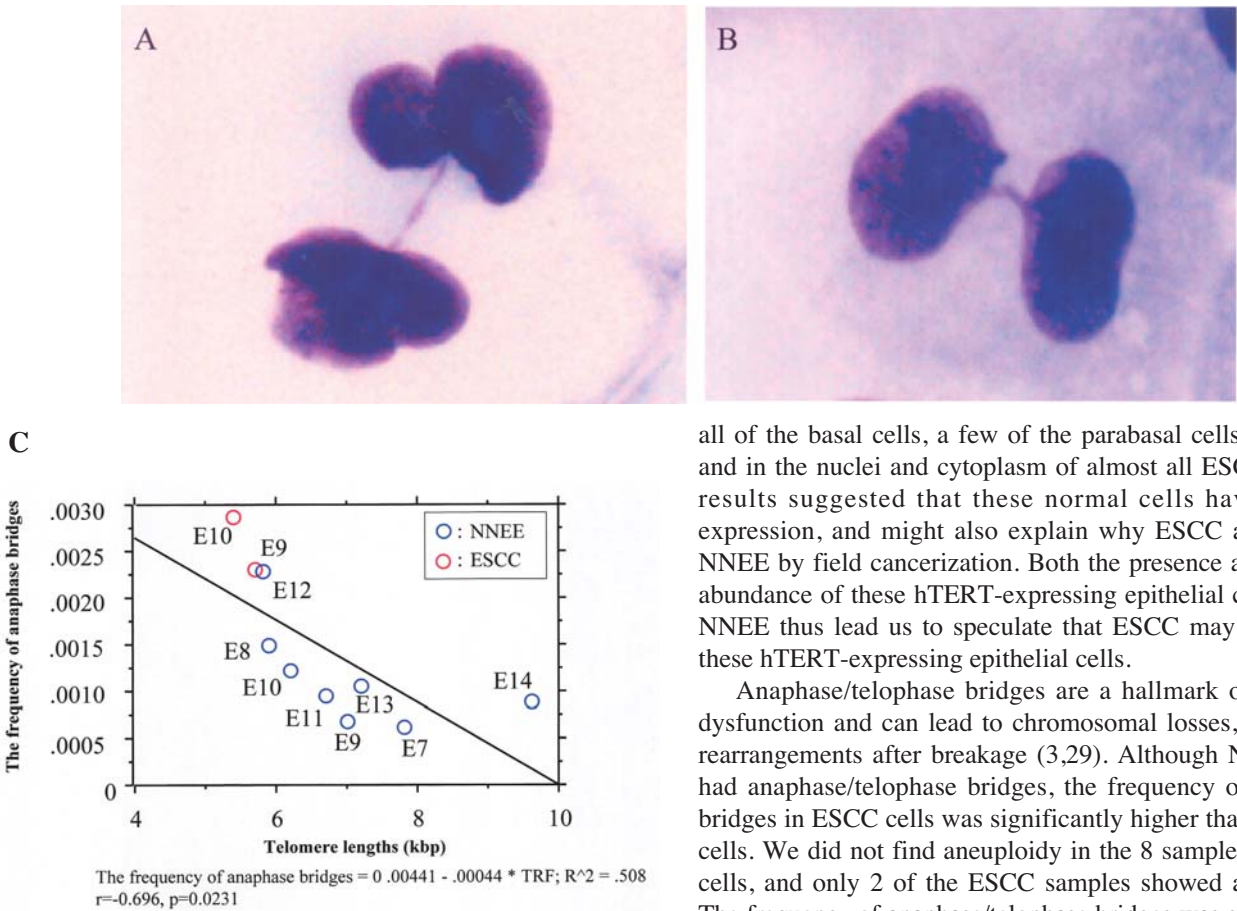 A
B
C
The frequency of anaphase bridges
.0030
.0025
.0020
.0015
.0010
.0005
0
4
6
8
10
E10
E9
E12
E8
E10
E11
E9
E13
E7
E14
: NNEE
: ESCC
Telomere lengths (kbp)
The frequency of anaphase bridges = 0 .00441 - .00044 * TRF; R^2 = .508
r=-0.696, p=0.0231
all of the basal cells, a few of the parabasal cells
and in the nuclei and cytoplasm of almost all ESC
results suggested that these normal cells hav
expression, and might also explain why ESCC a
NNEE by field cancerization. Both the presence a
abundance of these hTERT-expressing epithelial c
NNEE thus lead us to speculate that ESCC may
these hTERT-expressing epithelial cells.
Anaphase/telophase bridges are a hallmark o
dysfunction and can lead to chromosomal losses,
rearrangements after breakage (3,29). Although N
had anaphase/telophase bridges, the frequency o
bridges in ESCC cells was significantly higher tha
cells. We did not find aneuploidy in the 8 sample
cells, and only 2 of the ESCC samples showed a